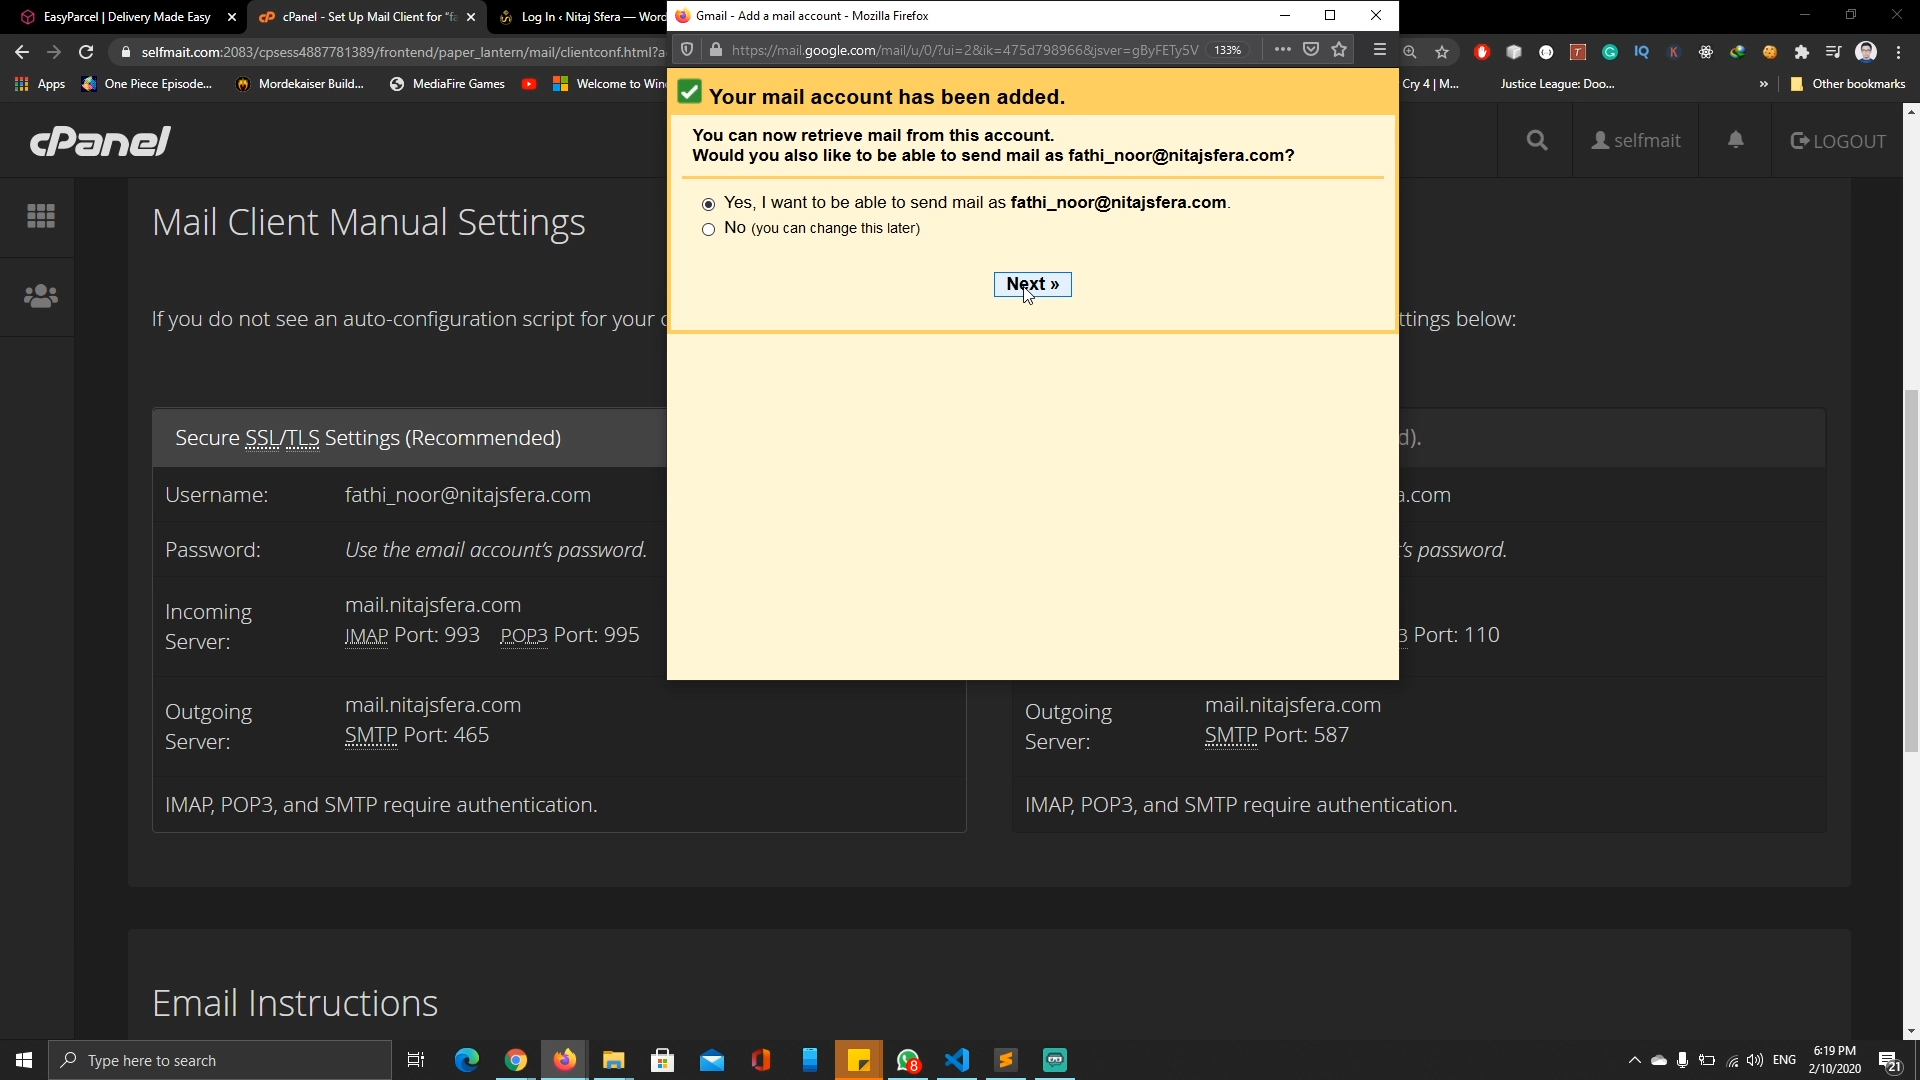 EasyParcel | Delivery Made Easy
cPanel - Set Up Mail Client for "fa
Log In ‹ Nitaj Sfera — Word
Gmail - Add a mail account - Mozilla Firefox
selfmait.com:2083/cpsess4887781389/frontend/paper_lantern/mail/clientconf.html?a
https://mail.google.com/mail/u/0/?ui=2&ik=475d798966&jsver=gByFETy5V
133%
Apps
One Piece Episode...
Mordekaiser Build...
MediaFire Games
Welcome to Win
Cry 4 | M...
Justice League: Doo...
»
Other bookmarks
Your mail account has been added.
cPanel
selfmait
LOGOUT
You can now retrieve mail from this account.
Would you also like to be able to send mail as fathi_noor@nitajsfera.com?
Yes, I want to be able to send mail as fathi_noor@nitajsfera.com.
No (you can change this later)
Next »
Mail Client Manual Settings
If you do not see an auto-configuration script for your c
ttings below:
Secure SSL/TLS Settings (Recommended)
d).
Username:
fathi_noor@nitajsfera.com
a.com
Password:
Use the email account's password.
's password.
Incoming Server:
mail.nitajsfera.com
IMAP Port: 993 POP3 Port: 995
3 Port: 110
Outgoing Server:
mail.nitajsfera.com
SMTP Port: 465
Outgoing Server:
mail.nitajsfera.com
SMTP Port: 587
IMAP, POP3, and SMTP require authentication.
IMAP, POP3, and SMTP require authentication.
Email Instructions
Type here to search
8
ENG
6:19 PM
2/10/2020
21